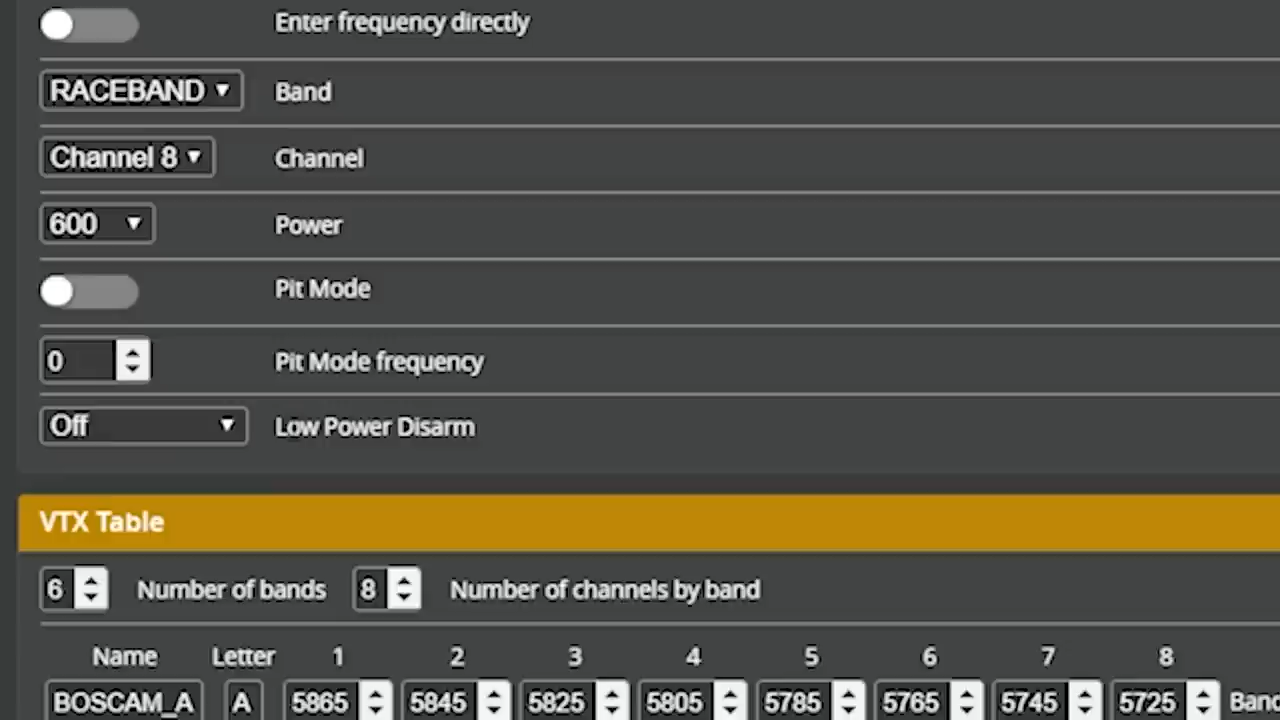 Enter frequency directly
RACEBAND Band
Channel 8 Channel
600 Power
Pit Mode
0 Pit Mode frequency
Off Low Power Disarm
VTX Table
6 Number of bands 8 Number of channels by band
Name Letter 1 2 3 4 5 6 7 8
BOSCAM_A A 5865 5845 5825 5805 5785 5765 5745 5725 Band